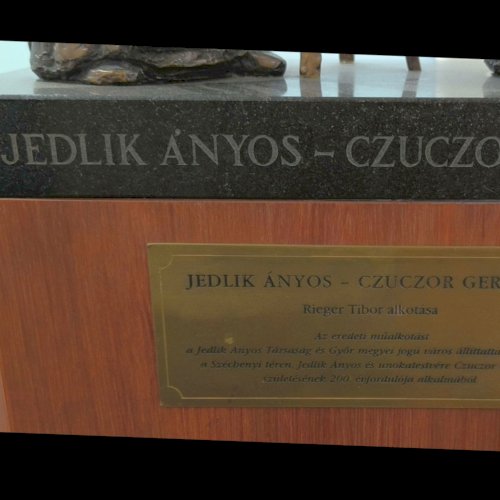 JEDLIK ÁNYOS – CZUCZO
JEDLIK ÁNYOS – CZUCZOR GER
Rieger Tibor alkotása
Az eredeti műalkotást
a Jedlik Ányos Társaság és Győr megyei jogú város állíttatta
a Széchenyi téren, Jedlik Ányos és unokatestvére Czuczor
születésének 200. évfordulója alkalmából